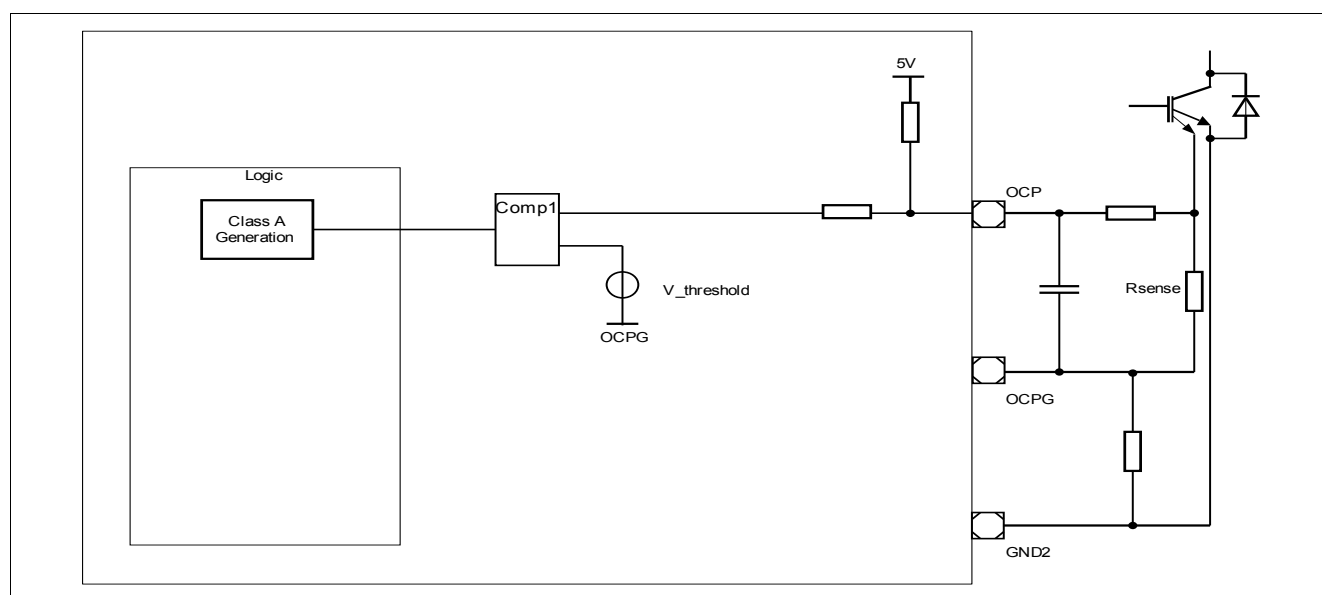 5V
OCP
Logic
Class A
Generation
Comp1
V_threshold
OCPG
Rsense
OCPG
GND2